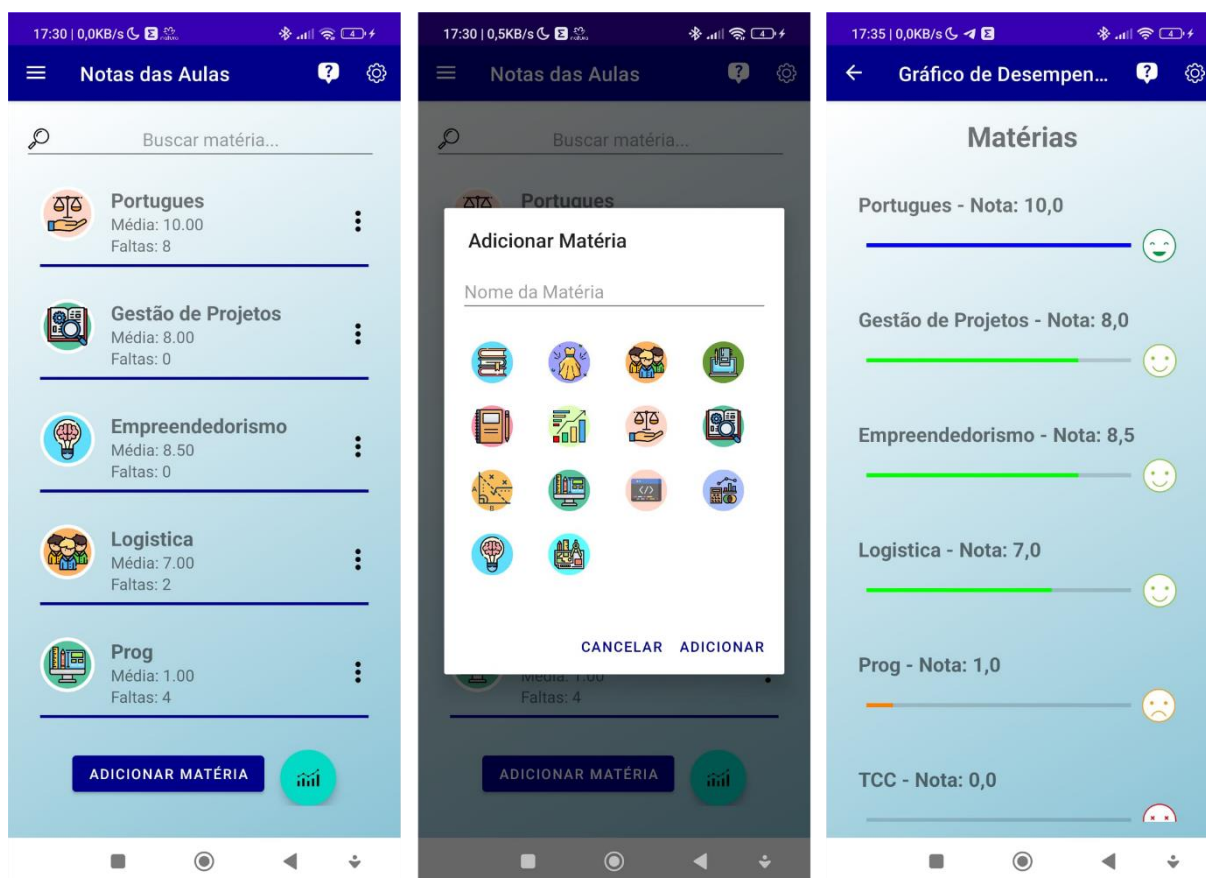 17:30 | 0,0KB/s
4
Notas das Aulas
?
Buscar matéria...
Portugues
Média: 10.00
Faltas: 8
Gestão de Projetos
Média: 8.00
Faltas: 0
Empreendedorismo
Média: 8.50
Faltas: 0
Logistica
Média: 7.00
Faltas: 2
Prog
Média: 1.00
Faltas: 4
ADICIONAR MATÉRIA
17:30 | 0,5KB/s
4
Notas das Aulas
?
Buscar matéria...
Portugues
Adicionar Matéria
Nome da Matéria
CANCELAR ADICIONAR
Média: 1.00
Faltas: 4
ADICIONAR MATÉRIA
17:35 | 0,0KB/s
4
Gráfico de Desempen...
?
Matérias
Portugues - Nota: 10,0
Gestão de Projetos - Nota: 8,0
Empreendedorismo - Nota: 8,5
Logistica - Nota: 7,0
Prog - Nota: 1,0
TCC - Nota: 0,0